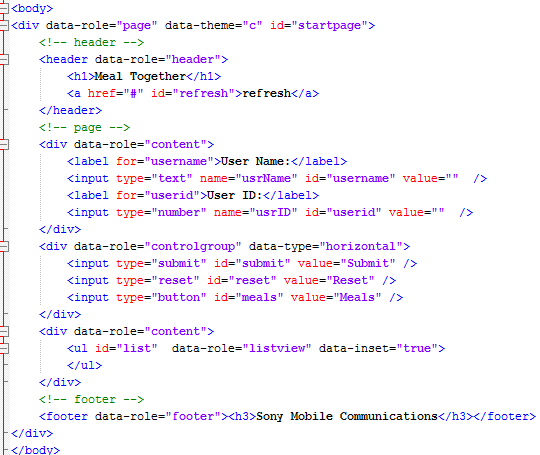 <body>
<div data-role="page" data-theme="c" id="startpage">
    <!-- header -->
    <header data-role="header">
        <h1>Meal Together</h1>
        <a href="#" id="refresh">refresh</a>
    </header>
    <!-- page -->
    <div data-role="content">
        <label for="username">User Name:</label>
        <input type="text" name="usrName" id="username" value=""  />
        <label for="userid">User ID:</label>
        <input type="number" name="usrID" id="userid" value=""  />
    </div>
    <div data-role="controlgroup" data-type="horizontal">
        <input type="submit" id="submit" value="Submit" />
        <input type="reset" id="reset" value="Reset" />
        <input type="button" id="meals" value="Meals" />
    </div>
    <div data-role="content">
        <ul id="list"  data-role="listview" data-inset="true">
        </ul>
    </div>
    <!-- footer -->
    <footer data-role="footer"><h3>Sony Mobile Communications</h3></footer>
</div>
</body>